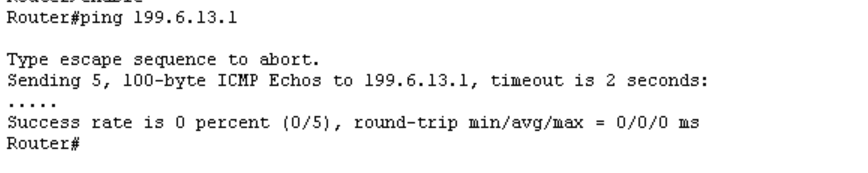 Router#ping 199.6.13.1
Type escape sequence to abort.
Sending 5, 100-byte ICMP Echos to 199.6.13.1, timeout is 2 seconds:
.....
Success rate is 0 percent (0/5), round-trip min/avg/max = 0/0/0 ms
Router#